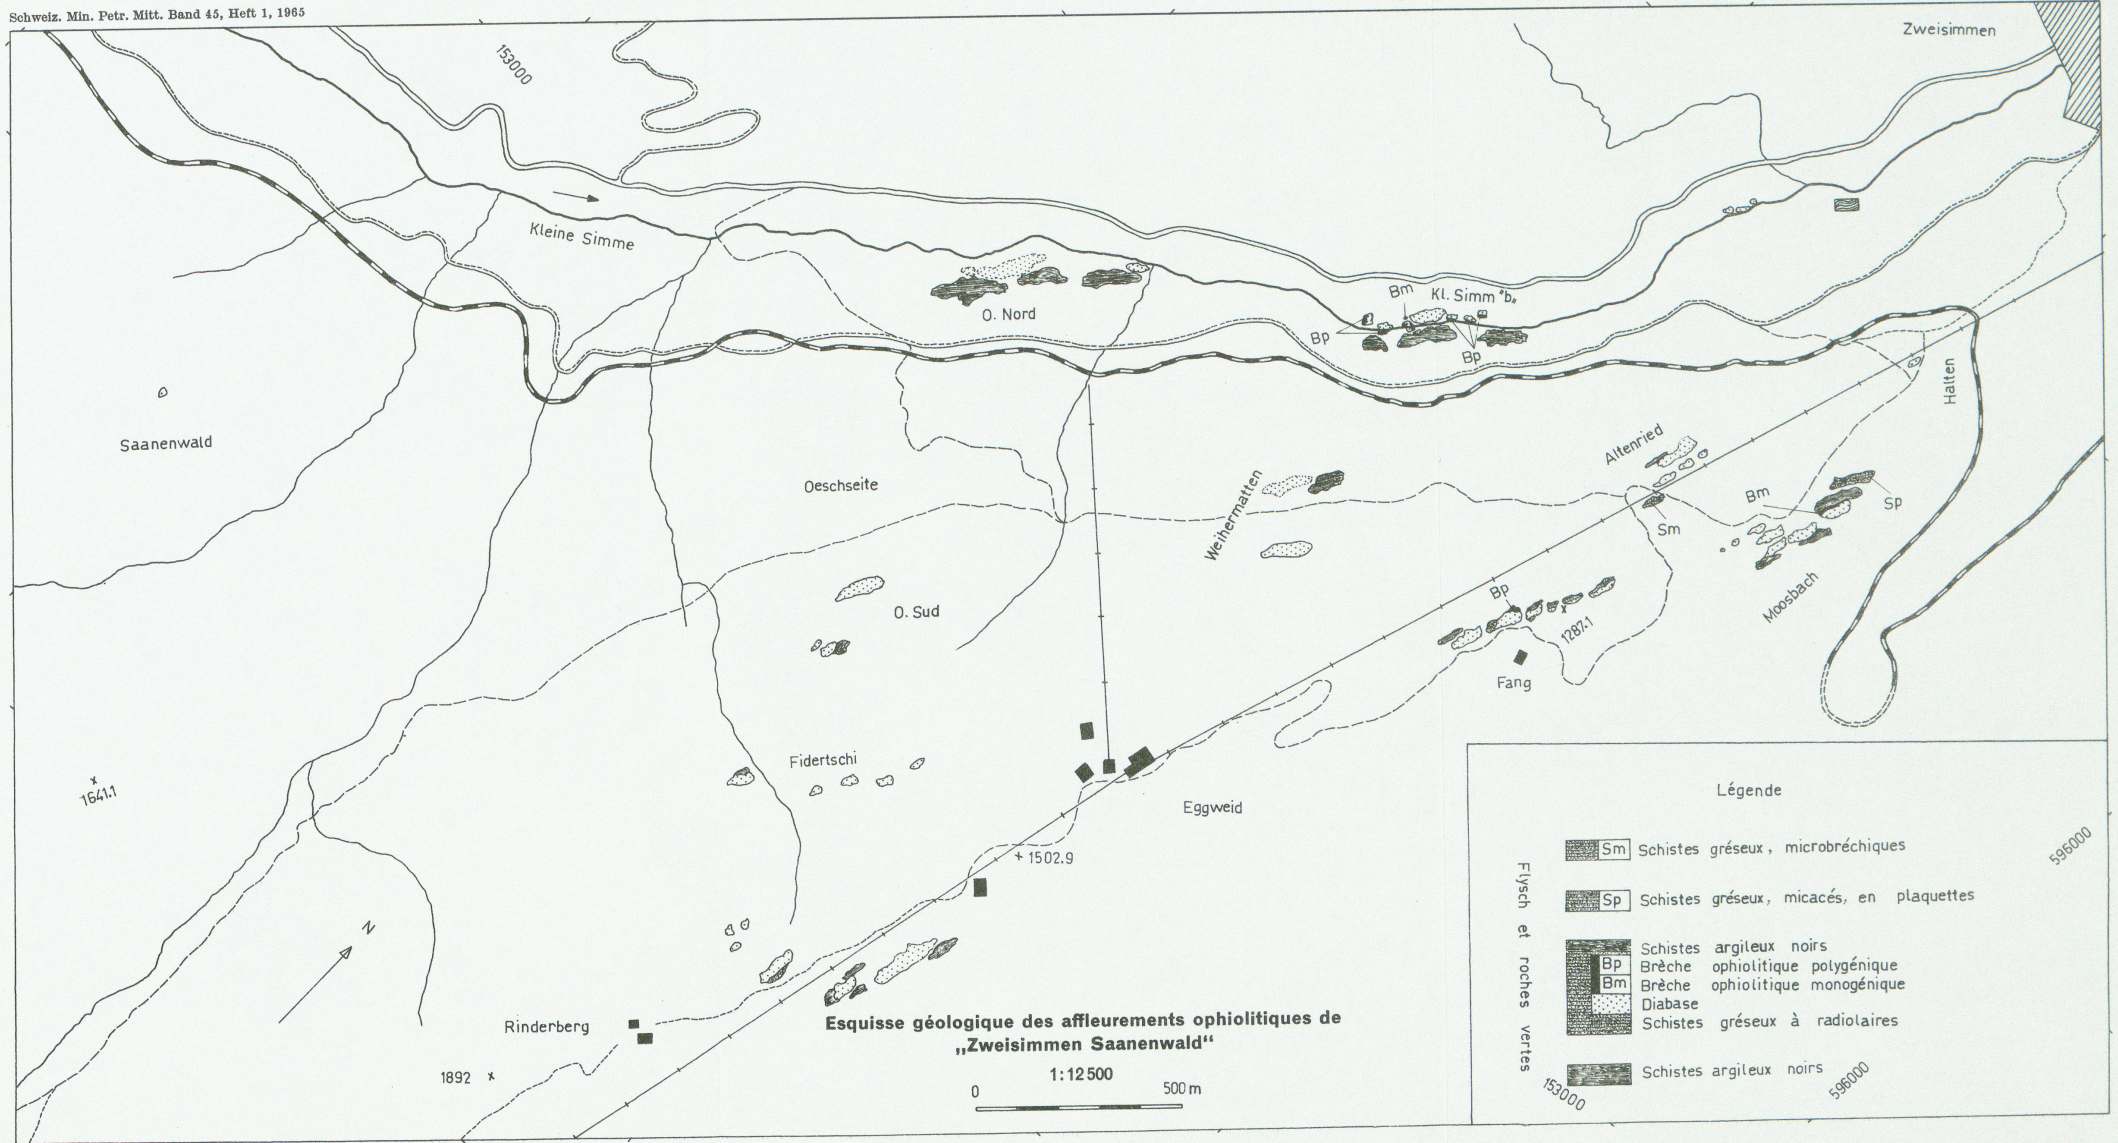 Schweiz. Min. Petr. Mitt. Band 45, Heft 1, 1965
Zweisimmen
153000
Kleine Simme
O. Nord
Bm
Kl. Simm "b"
Bp
Bp
Halten
Saanenwald
Altenried
Oeschseite
Weihermatten
Bm
Sp
Sm
Moosbach
O. Sud
Bp
1287.1
Fang
Fidertschi
1641.1
Eggweid
+ 1502.9
N
Rinderberg
1892 x
Esquisse géologique des affleurements ophiolitiques de
„Zweisimmen Saanenwald“
1:12500
0 500 m
Légende
Flysch et roches vertes
Sm Schistes gréseux, microbréchiques
Sp Schistes gréseux, micacés, en plaquettes
Schistes argileux noirs
Bp Brèche ophiolitique polygénique
Bm Brèche ophiolitique monogénique
Diabase
Schistes gréseux à radiolaires
Schistes argileux noirs
596000
153000
596000